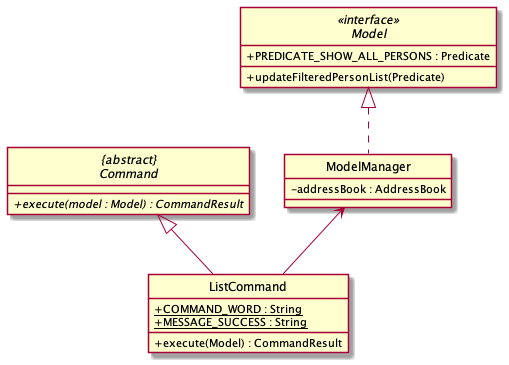 «interface»
Model
+PREDICATE_SHOW_ALL_PERSONS : Predicate
+updateFilteredPersonList(Predicate)
{abstract}
Command
+execute(model : Model) : CommandResult
ModelManager
-addressBook : AddressBook
ListCommand
+COMMAND_WORD : String
+MESSAGE_SUCCESS : String
+execute(Model) : CommandResult